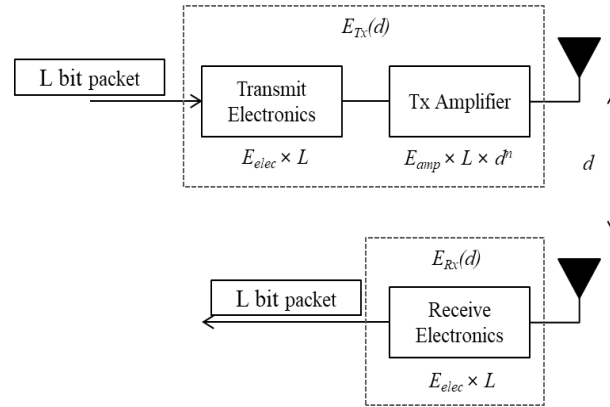 E_Tx(d)
L bit packet
Transmit
Electronics
Tx Amplifier
E_elec × L
E_amp × L × d^n
d
E_Rx(d)
L bit packet
Receive
Electronics
E_elec × L